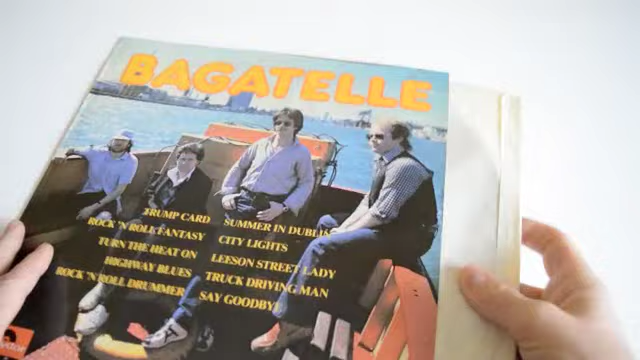 BAGATELLE
TRUMP CARD
ROCK 'N ROLL FANTASY
TURN THE HEAT ON
HIGHWAY BLUES
ROCK 'N ROLL DRUMMER
SUMMER IN DUBLIN
CITY LIGHTS
LEESON STREET LADY
TRUCK DRIVING MAN
SAY GOODBYE